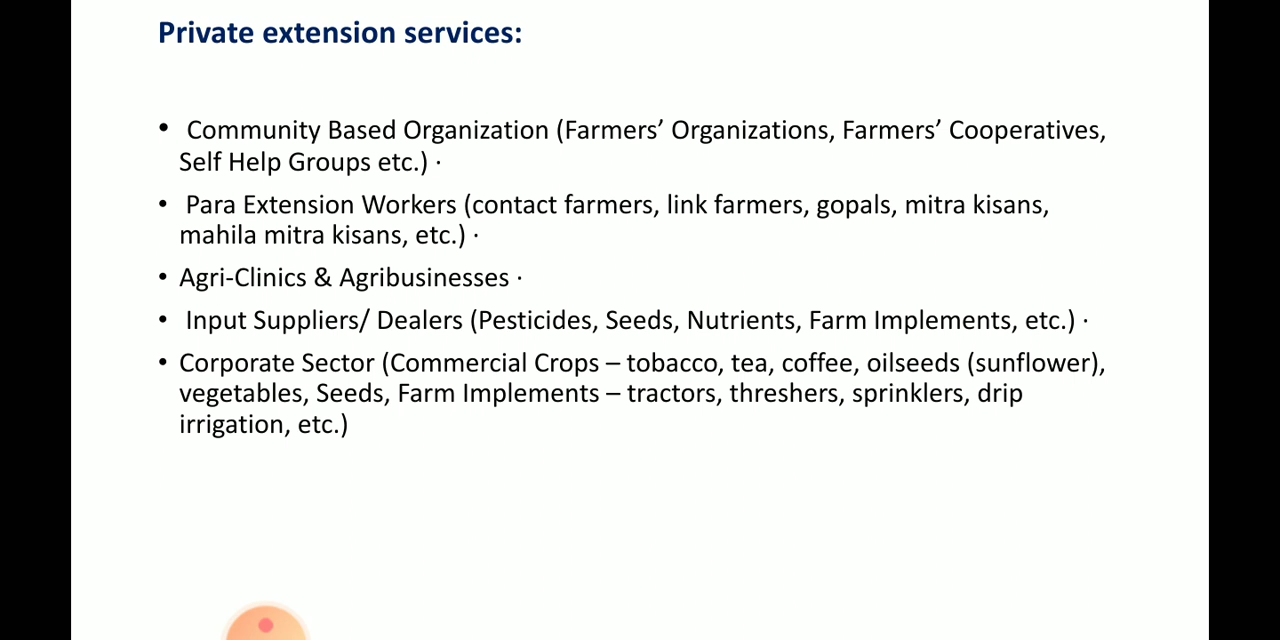 Private extension services:
• Community Based Organization (Farmers’ Organizations, Farmers’ Cooperatives,
Self Help Groups etc.) ·
• Para Extension Workers (contact farmers, link farmers, gopals, mitra kisans,
mahila mitra kisans, etc.) ·
• Agri-Clinics & Agribusinesses ·
• Input Suppliers/ Dealers (Pesticides, Seeds, Nutrients, Farm Implements, etc.) ·
• Corporate Sector (Commercial Crops – tobacco, tea, coffee, oilseeds (sunflower),
vegetables, Seeds, Farm Implements – tractors, threshers, sprinklers, drip
irrigation, etc.)